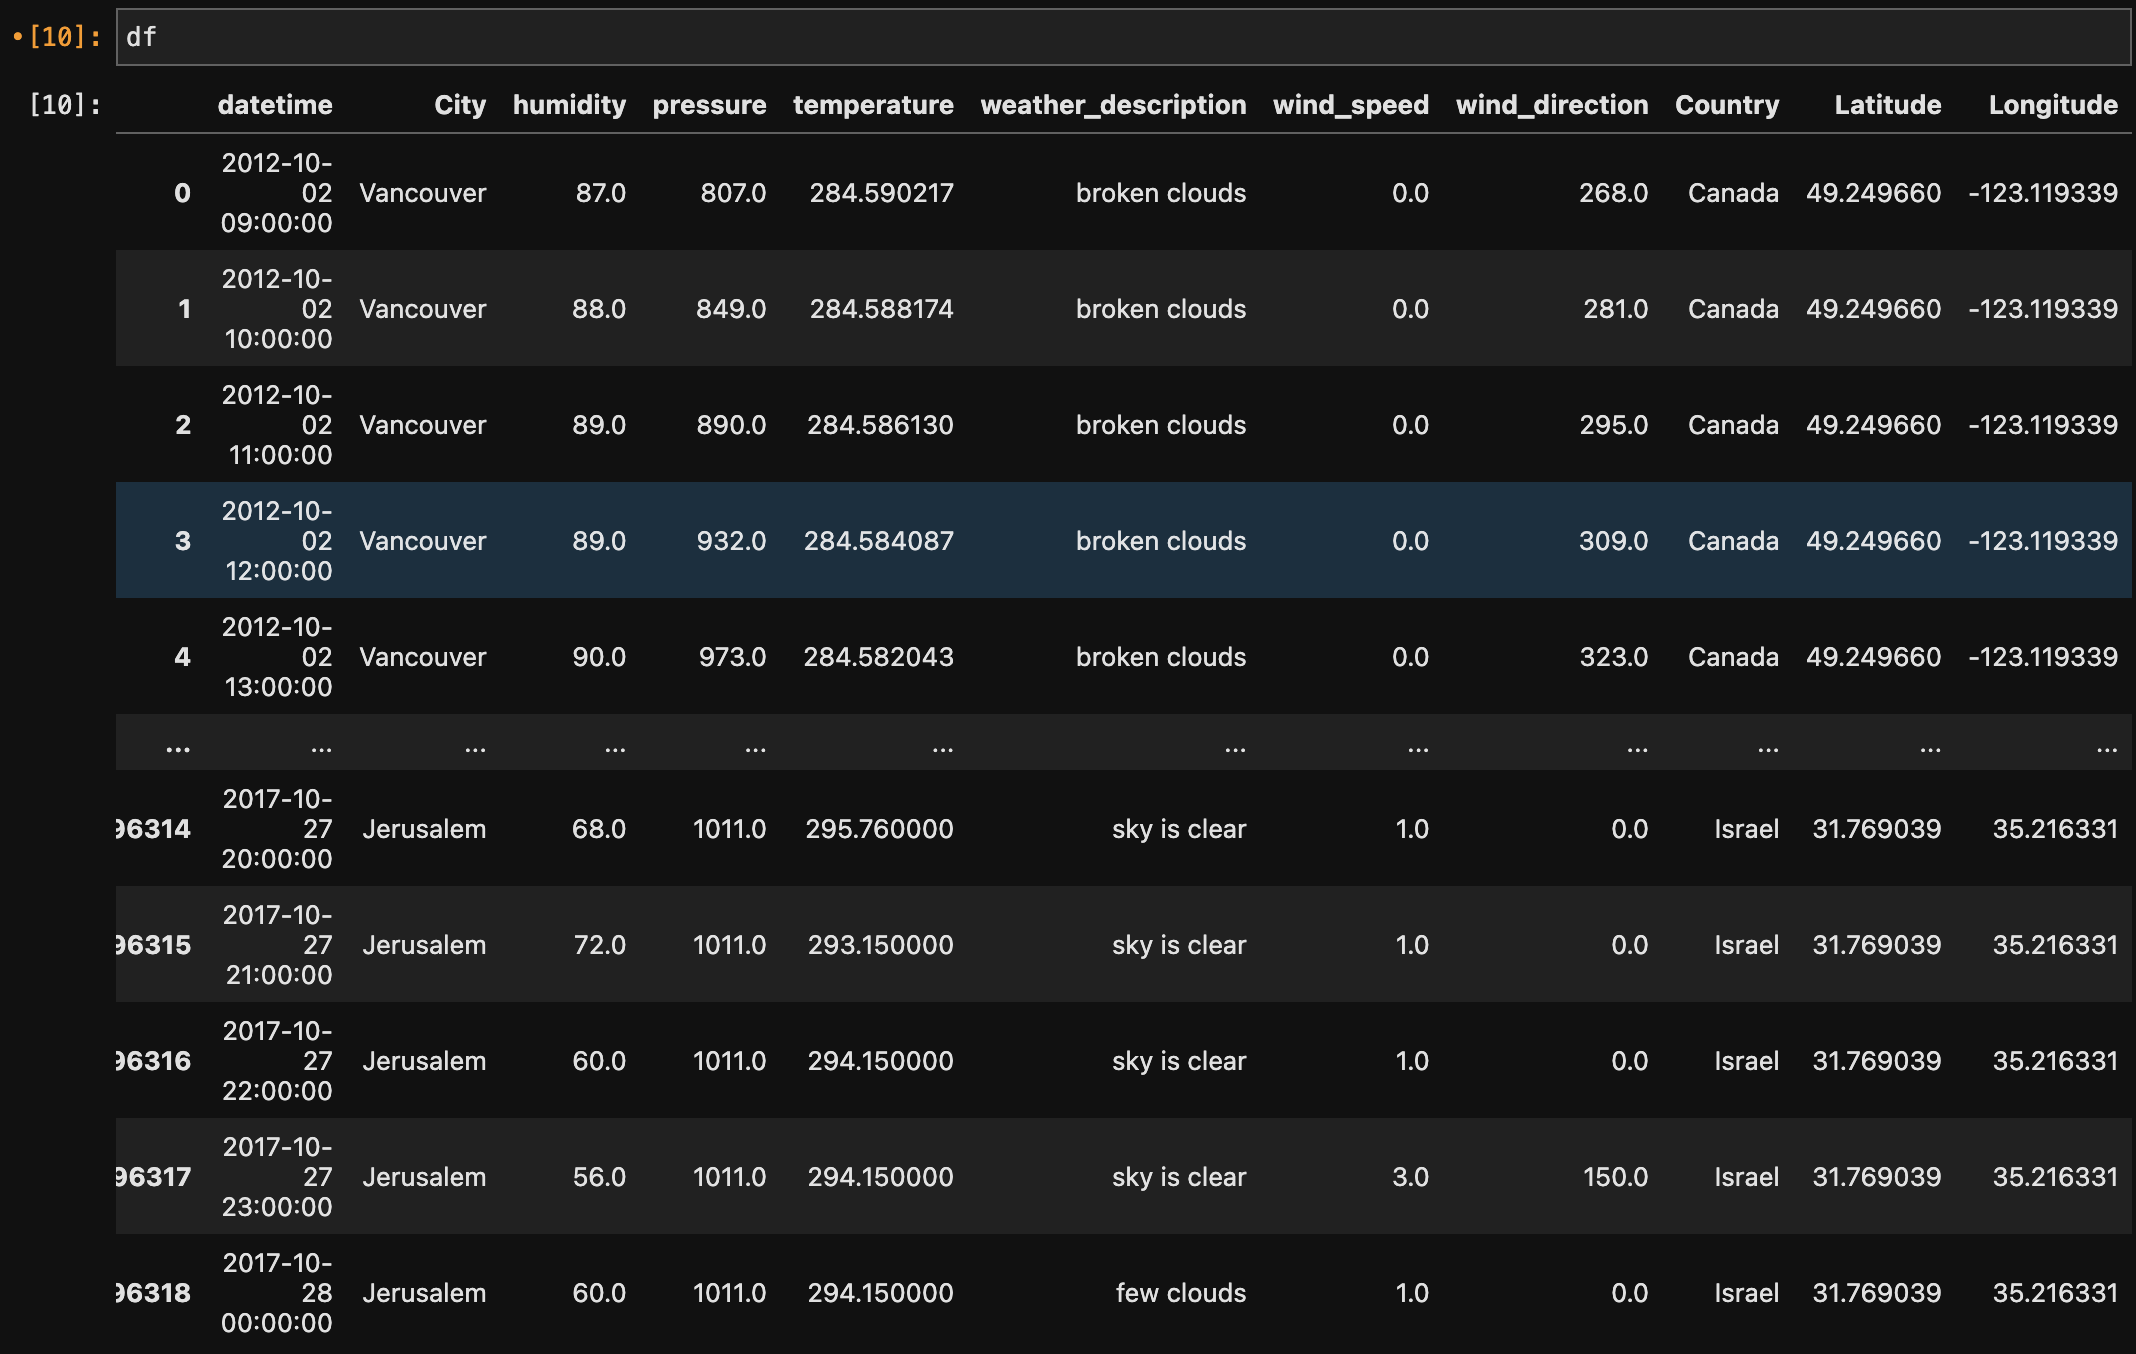 •[10]: df
[10]: datetime City humidity pressure temperature weather_description wind_speed wind_direction Country Latitude Longitude
2012-10-
0 02 Vancouver 87.0 807.0 284.590217 broken clouds 0.0 268.0 Canada 49.249660 -123.119339
09:00:00
2012-10-
1 02 Vancouver 88.0 849.0 284.588174 broken clouds 0.0 281.0 Canada 49.249660 -123.119339
10:00:00
2012-10-
2 02 Vancouver 89.0 890.0 284.586130 broken clouds 0.0 295.0 Canada 49.249660 -123.119339
11:00:00
2012-10-
3 02 Vancouver 89.0 932.0 284.584087 broken clouds 0.0 309.0 Canada 49.249660 -123.119339
12:00:00
2012-10-
4 02 Vancouver 90.0 973.0 284.582043 broken clouds 0.0 323.0 Canada 49.249660 -123.119339
13:00:00
... ... ... ... ... ... ... ... ... ... ... ...
2017-10-
96314 27 Jerusalem 68.0 1011.0 295.760000 sky is clear 1.0 0.0 Israel 31.769039 35.216331
20:00:00
2017-10-
96315 27 Jerusalem 72.0 1011.0 293.150000 sky is clear 1.0 0.0 Israel 31.769039 35.216331
21:00:00
2017-10-
96316 27 Jerusalem 60.0 1011.0 294.150000 sky is clear 1.0 0.0 Israel 31.769039 35.216331
22:00:00
2017-10-
96317 27 Jerusalem 56.0 1011.0 294.150000 sky is clear 3.0 150.0 Israel 31.769039 35.216331
23:00:00
2017-10-
96318 28 Jerusalem 60.0 1011.0 294.150000 few clouds 1.0 0.0 Israel 31.769039 35.216331
00:00:00